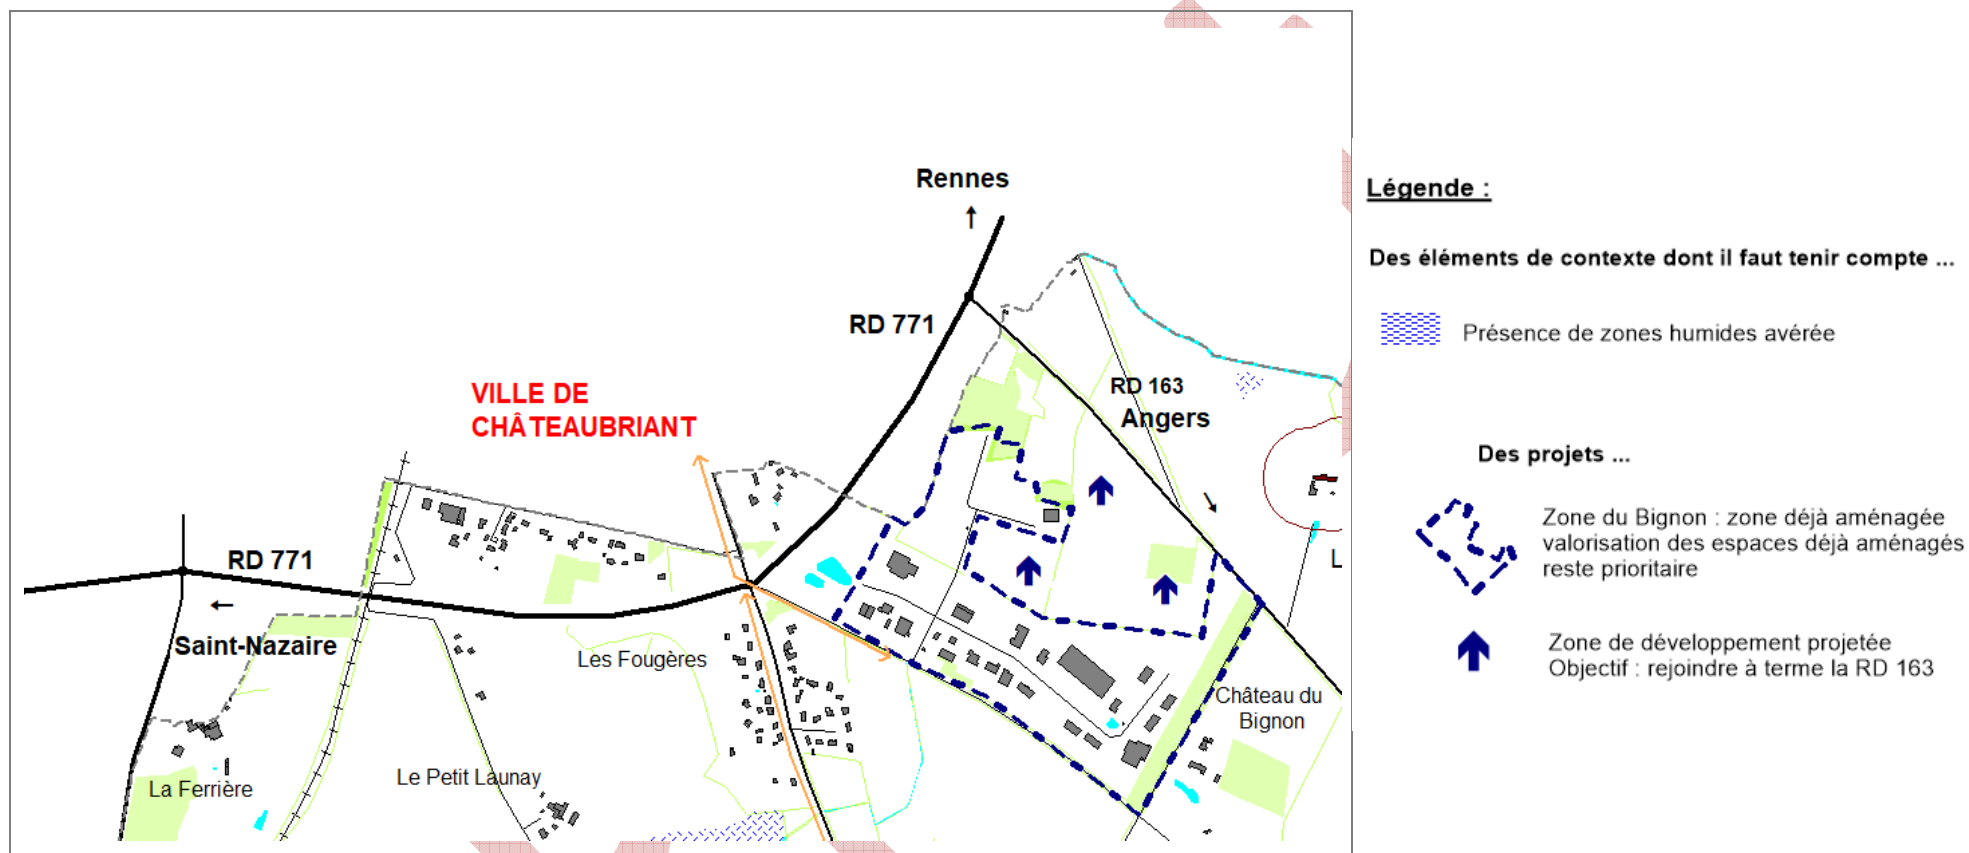 Rennes
RD 771
RD 163
Angers
VILLE DE
CHÂTEAUBRIANT
RD 771
Saint-Nazaire
Les Fougères
Le Petit Launay
La Ferrière
Château du
Bignon
L
Légende :
Des éléments de contexte dont il faut tenir compte ...
Présence de zones humides avérée
Des projets ...
Zone du Bignon : zone déjà aménagée
valorisation des espaces déjà aménagés
reste prioritaire
Zone de développement projetée
Objectif : rejoindre à terme la RD 163